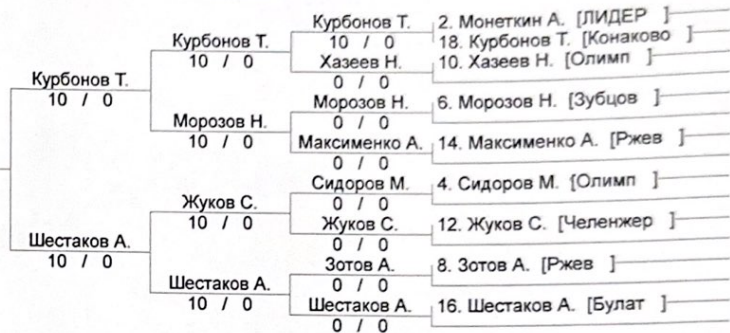 Курбонов Т.
10 / 0
Шестаков А.
10 / 0
Курбонов Т.
10 / 0
Морозов Н.
10 / 0
Жуков С.
10 / 0
Шестаков А.
10 / 0
Курбонов Т.
10 / 0
Хазеев Н.
0 / 0
Морозов Н.
0 / 0
Максименко А.
0 / 0
Сидоров М.
0 / 0
Жуков С.
0 / 0
Зотов А.
0 / 0
Шестаков А.
0 / 0
2. Монеткин А. [ЛИДЕР ]
18. Курбонов Т. [Конаково
10. Хазеев Н. [Олимп ]
6. Морозов Н. [Зубцов ]
14. Максименко А. [Ржев ]
4. Сидоров М. [Олимп ]
12. Жуков С. [Челенжер ]
8. Зотов А. [Ржев ]
16. Шестаков А. [Булат ]